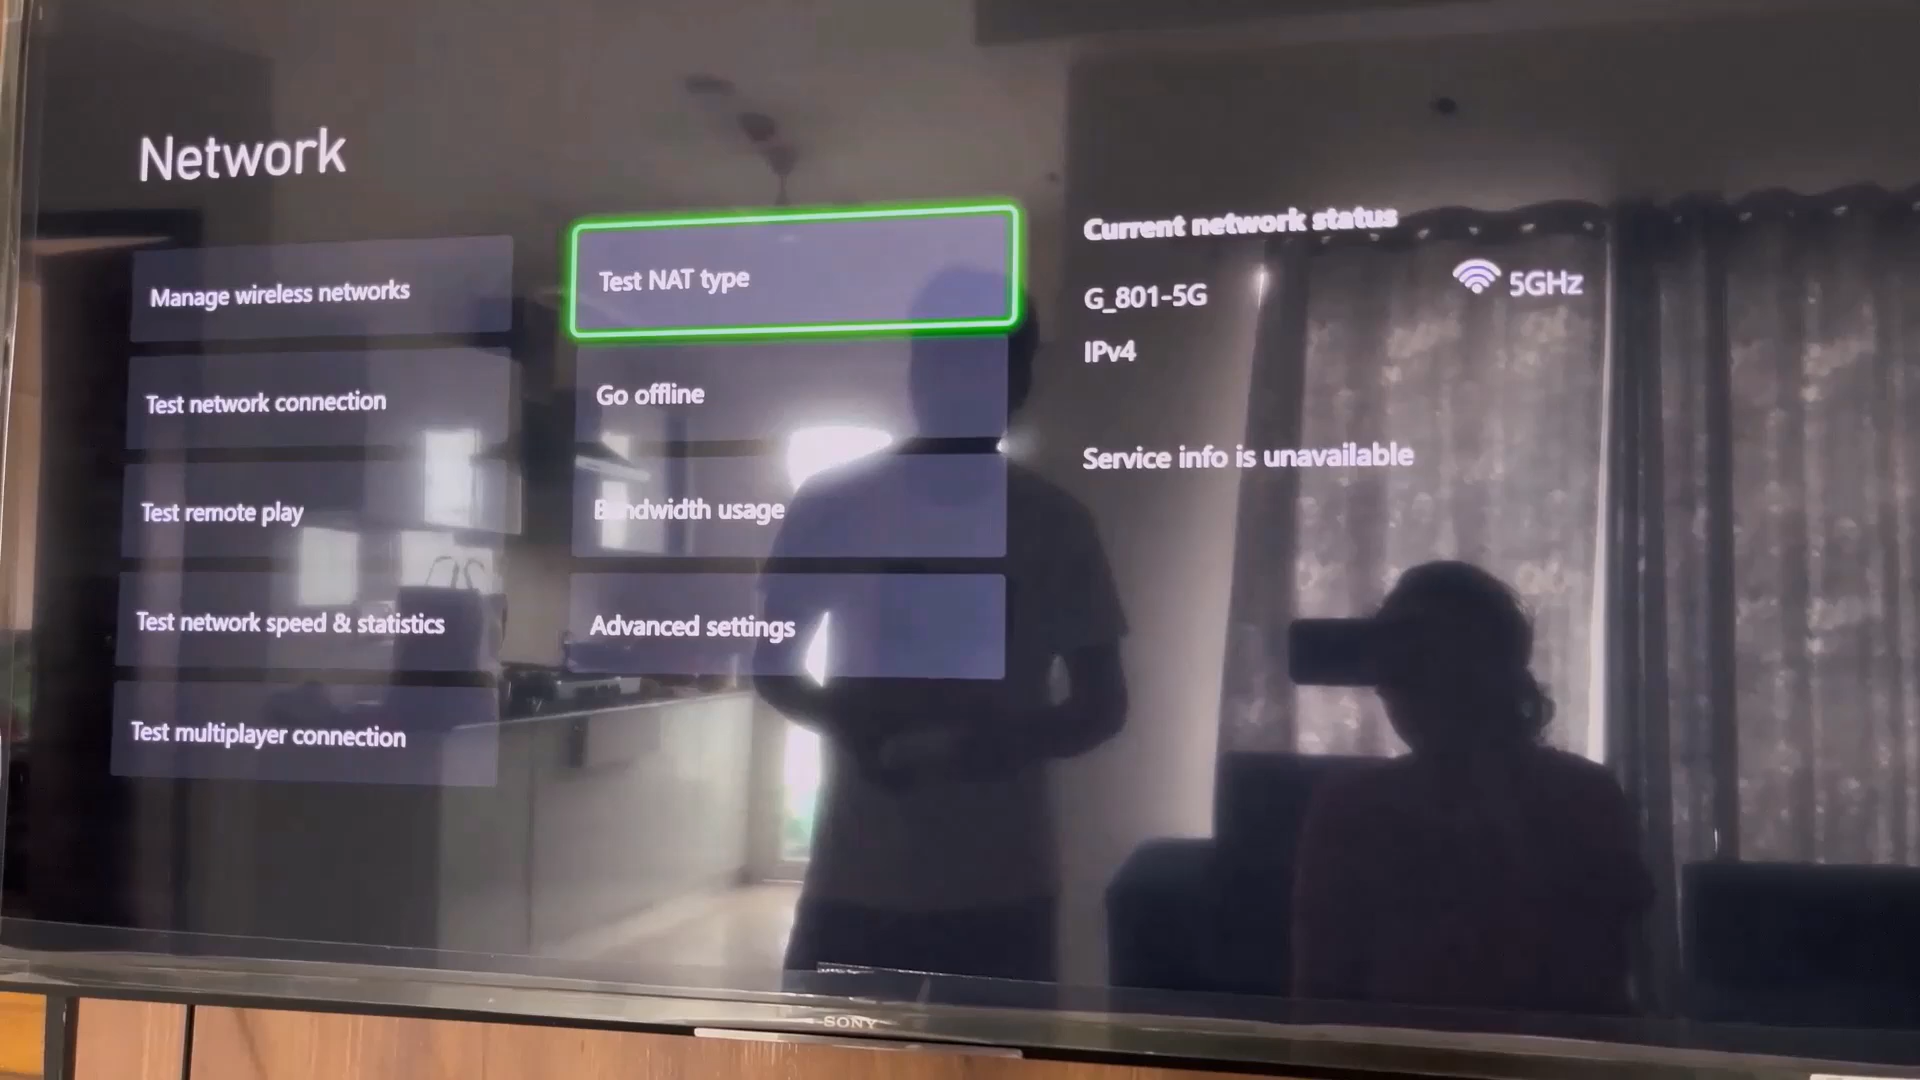 Network
Manage wireless networks
Test network connection
Test remote play
Test network speed & statistics
Test multiplayer connection
Test NAT type
Go offline
Bandwidth usage
Advanced settings
Current network status
G_801-5G
5GHz
IPv4
Service info is unavailable
SONY